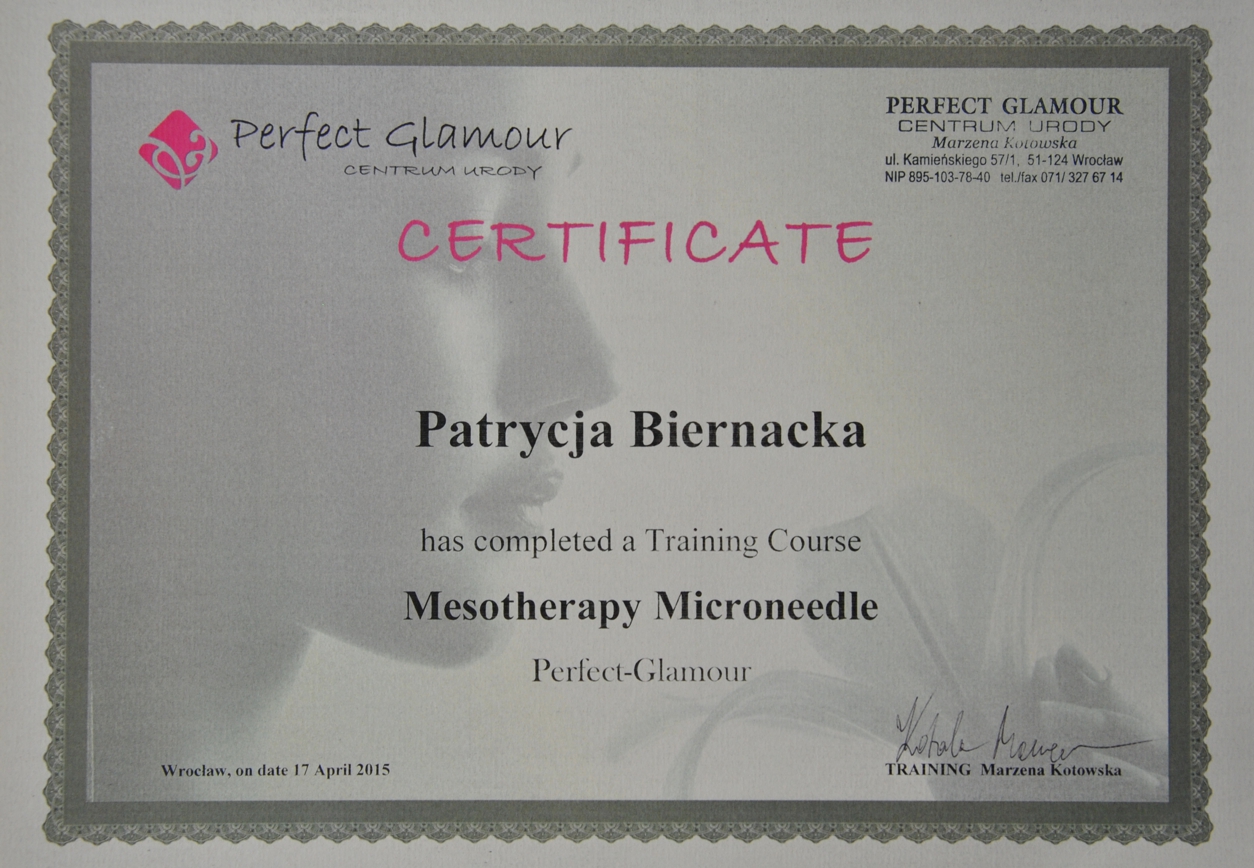 Perfect Glamour
CENTRUM URODY
PERFECT GLAMOUR
CENTRUM URODY
Marzena Kotowska
ul. Kamieńskiego 57/1, 51-124 Wrocław
NIP 895-103-78-40 tel./fax 071/ 327 67 14
CERTIFICATE
Patrycja Biernacka
has completed a Training Course
Mesotherapy Microneedle
Perfect-Glamour
Wrocław, on date 17 April 2015
TRAINING Marzena Kotowska